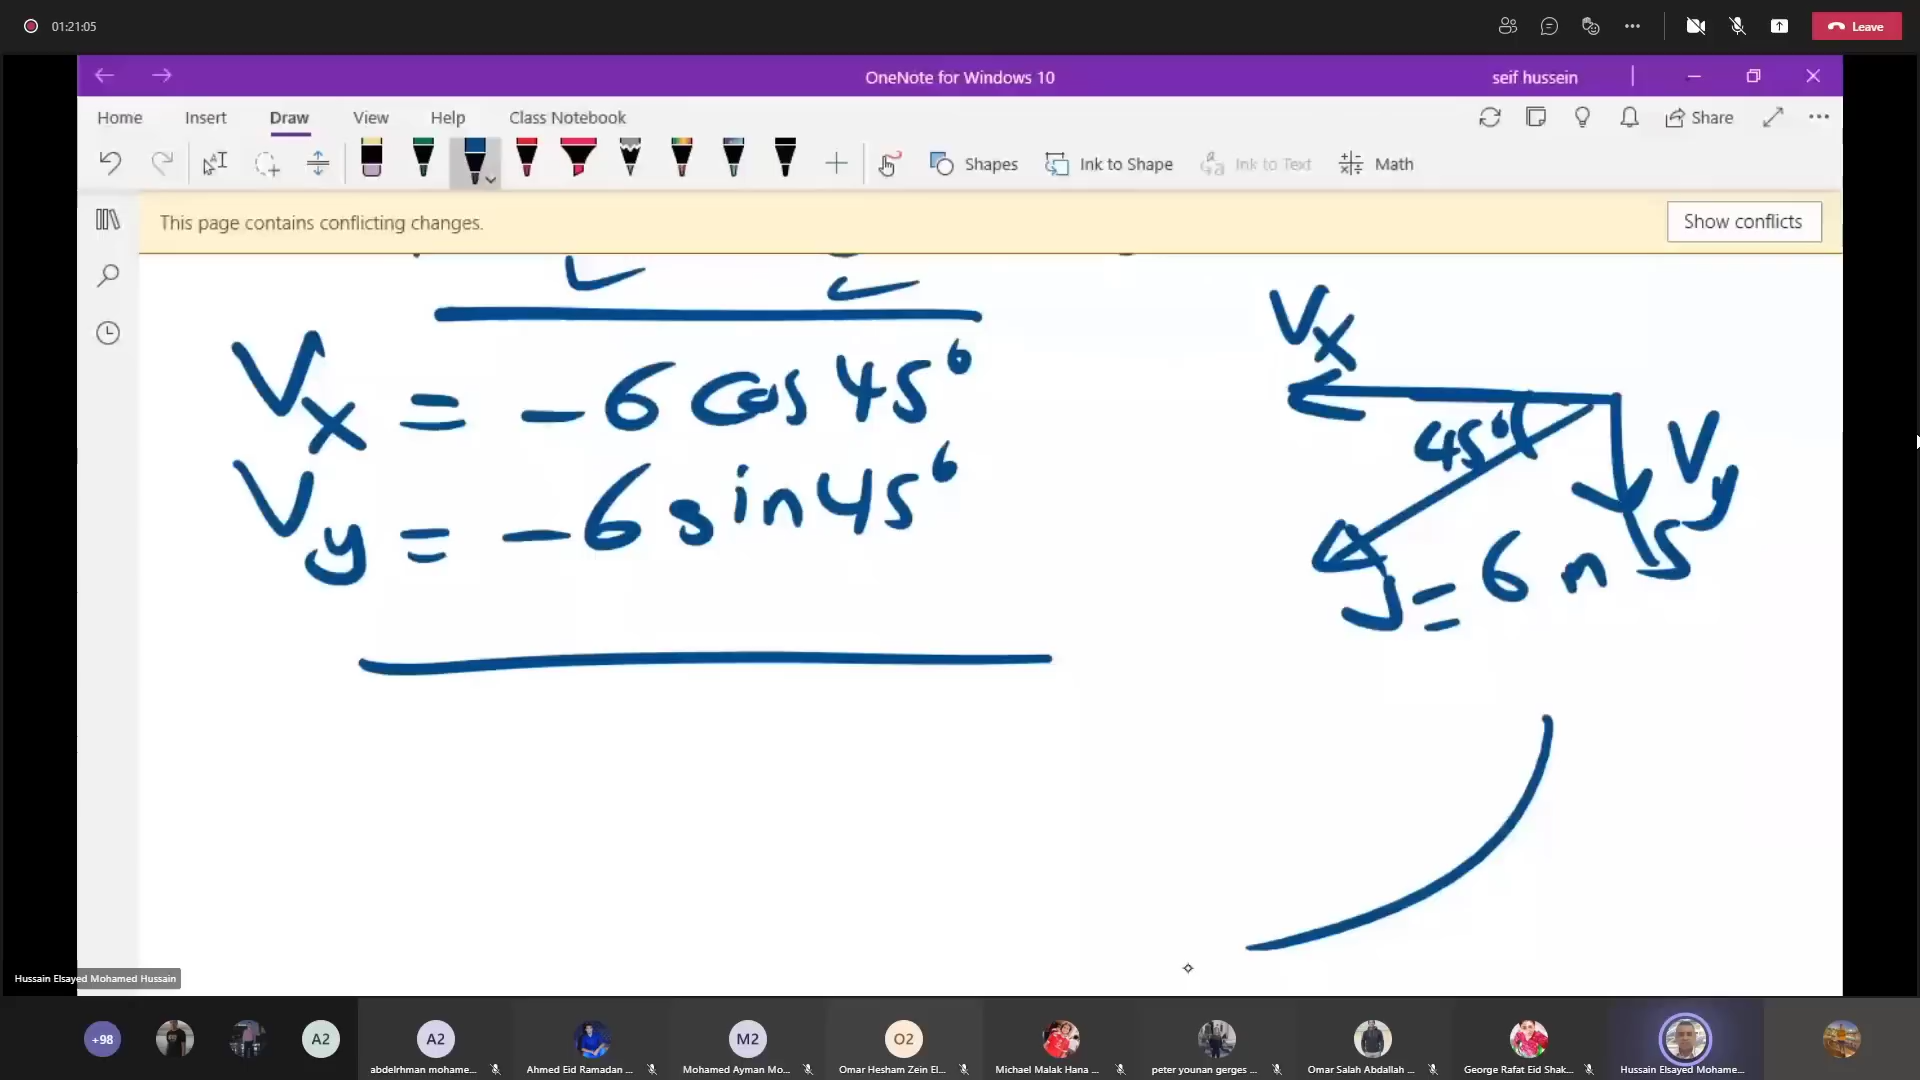 01:21:05
Leave
OneNote for Windows 10
seif hussein
Home Insert Draw View Help Class Notebook
Share
Shapes Ink to Shape Ink to Text Math
This page contains conflicting changes.
Show conflicts
Vx = -6 cos 45°
Vy = -6 sin 45°
Vx
45°
Vy
= 6 m/s
Hussain Elsayed Mohamed Hussain
+98
A2
A2
M2
O2
abdelrhman mohame...
Ahmed Eid Ramadan ...
Mohamed Ayman Mo...
Omar Hesham Zein El...
Michael Malak Hana ...
peter younan gerges ...
Omar Salah Abdallah ...
George Rafat Eid Shak...
Hussain Elsayed Mohame...